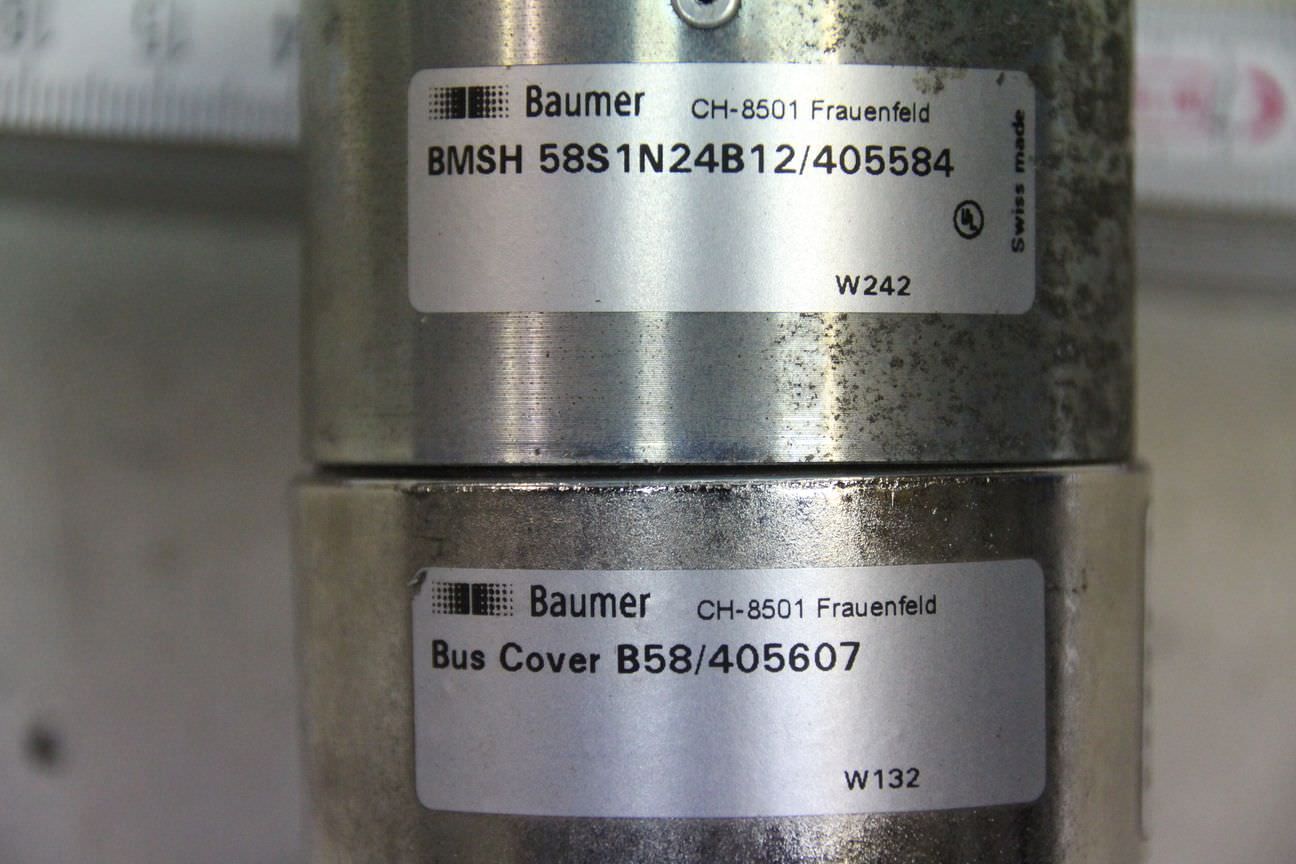 Baumer CH-8501 Frauenfeld
BMSH 58S1N24B12/405584
UL
Swiss made
W242
Baumer CH-8501 Frauenfeld
Bus Cover B58/405607
W132